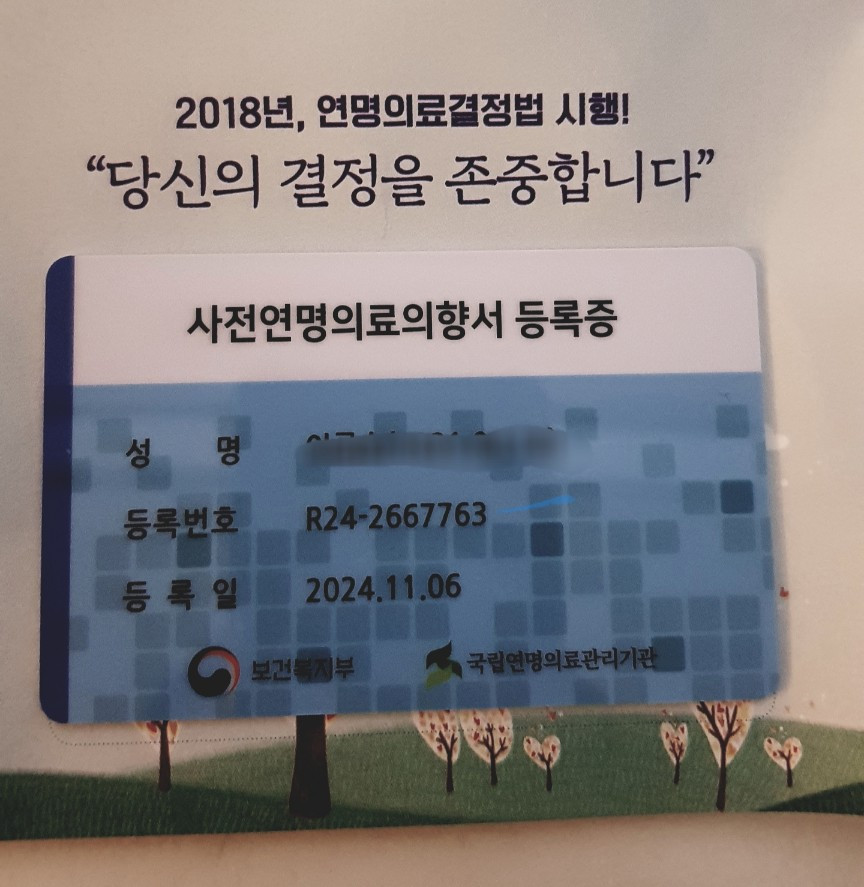 2018년, 연명의료결정법 시행!
“당신의 결정을 존중합니다”
사전연명의료의향서 등록증
성 명
등록번호 R24-2667763
등 록 일 2024.11.06
보건복지부 국립연명의료관리기관